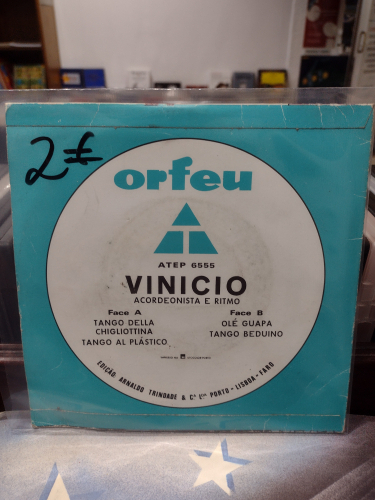 2€
orfeu
ATEP 6555
VINICIO
ACORDEONISTA E RITMO
Face A
TANGO DELLA
CHIGLIOTTINA
TANGO AL PLÁSTICO
Face B
OLÉ GUAPA
TANGO BEDUINO
EDIÇÃO: ARNALDO TRINDADE & Cª Lda PORTO - LISBOA - FARO